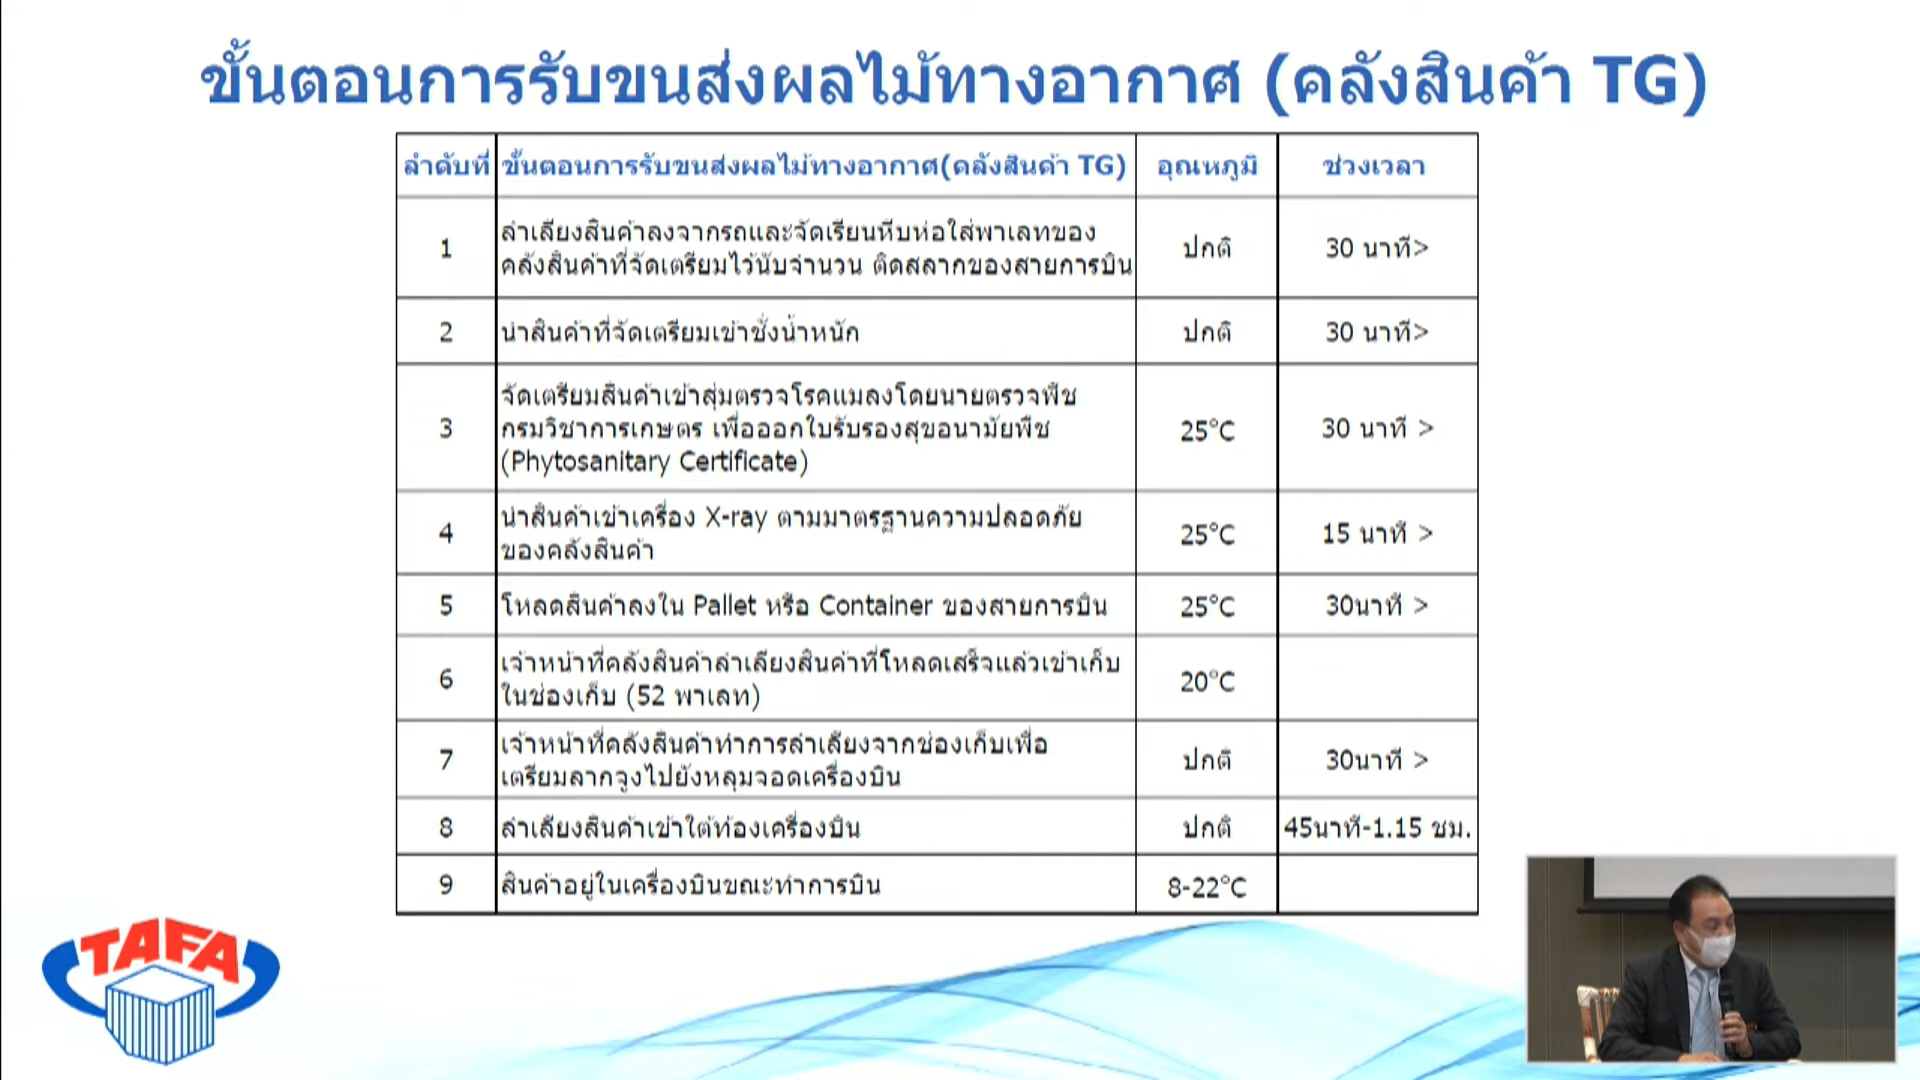 ขั้นตอนการรับขนส่งผลไม้ทางอากาศ (คลังสินค้า TG)
ลำดับที่ ขั้นตอนการรับขนส่งผลไม้ทางอากาศ(คลังสินค้า TG) อุณหภูมิ ช่วงเวลา
1 ลำเลียงสินค้าลงจากรถและจัดเรียนหีบห่อใส่พาเลทของ ปกติ 30 นาที>
คลังสินค้าที่จัดเตรียมไว้นับจำนวน ติดสลากของสายการบิน
2 นำสินค้าที่จัดเตรียมเข้าชั่งน้ำหนัก ปกติ 30 นาที>
จัดเตรียมสินค้าเข้าสุ่มตรวจโรคแมลงโดยนายตรวจพืช
3 กรมวิชาการเกษตร เพื่อออกใบรับรองสุขอนามัยพืช 25°C 30 นาที >
(Phytosanitary Certificate)
4 นำสินค้าเข้าเครื่อง X-ray ตามมาตรฐานความปลอดภัย 25°C 15 นาที >
ของคลังสินค้า
5 โหลดสินค้าลงใน Pallet หรือ Container ของสายการบิน 25°C 30นาที >
6 เจ้าหน้าที่คลังสินค้าลำเลียงสินค้าที่โหลดเสร็จแล้วเข้าเก็บ 20°C
ในช่องเก็บ (52 พาเลท)
7 เจ้าหน้าที่คลังสินค้าทำการลำเลียงจากช่องเก็บเพื่อ ปกติ 30นาที >
เตรียมลากจูงไปยังหลุมจอดเครื่องบิน
8 ลำเลียงสินค้าเข้าใต้ท้องเครื่องบิน ปกติ 45นาที-1.15 ชม.
9 สินค้าอยู่ในเครื่องบินขณะทำการบิน 8-22°C
TAFA